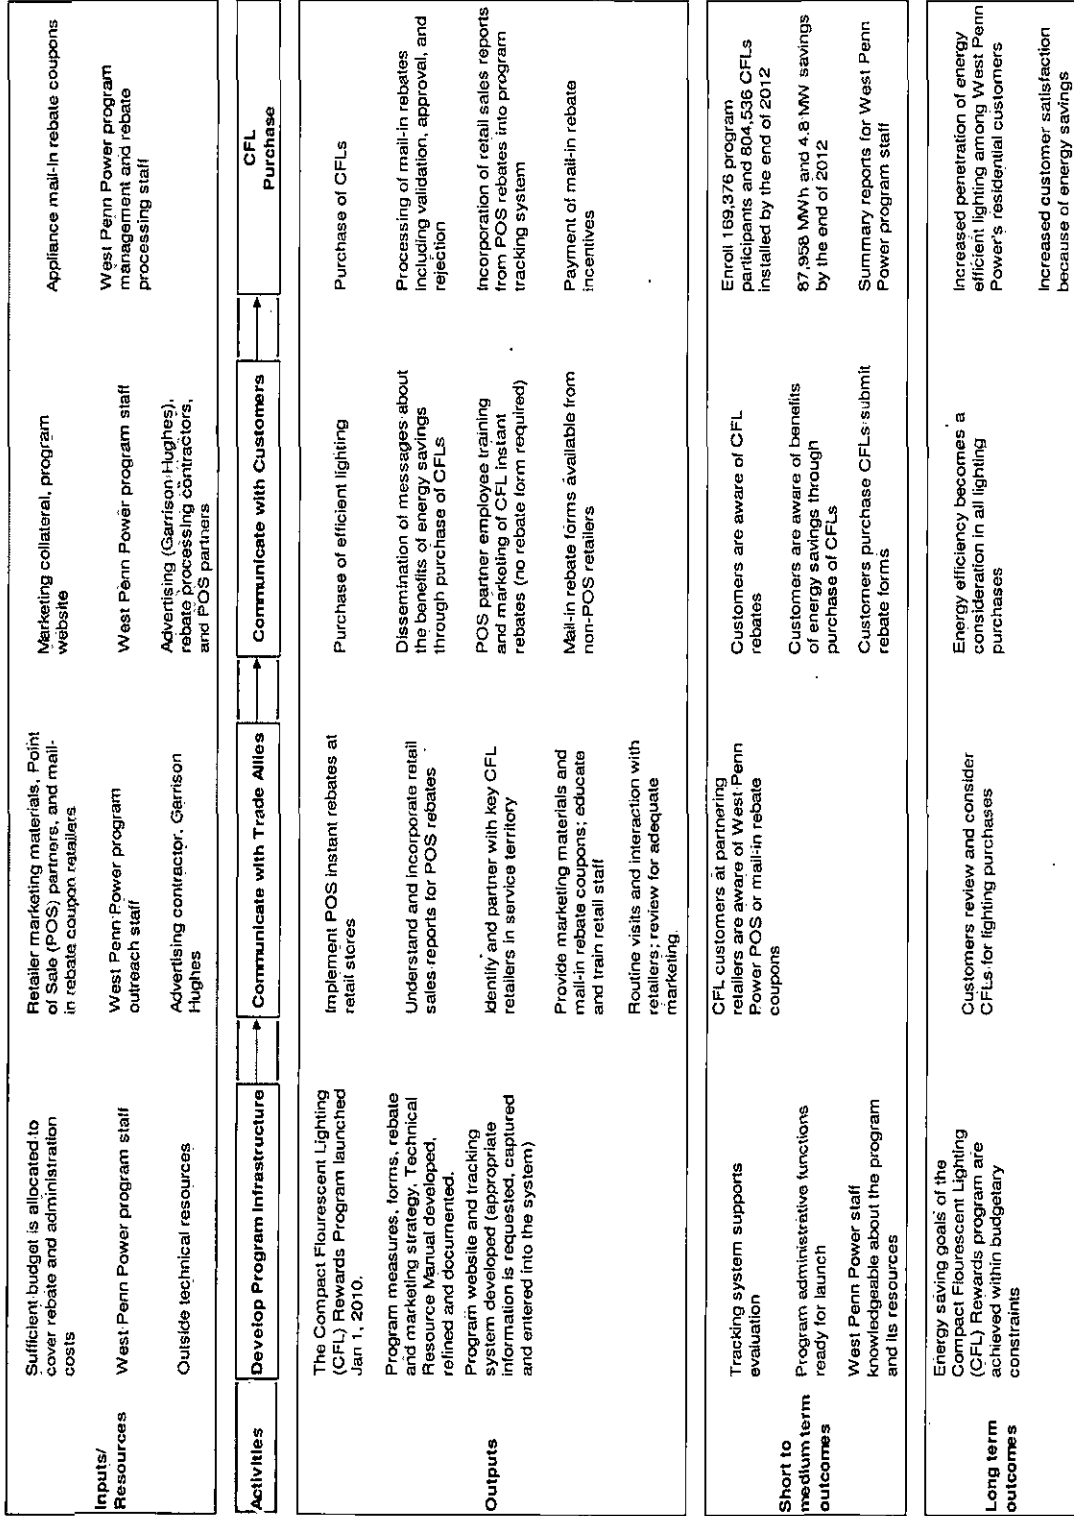 Inputs/
Resources
Sufficient budget is allocated to
cover rebate and administration
costs
West Penn Power program staff
Outside technical resources
Retailer marketing materials, Point
of Sale (POS) partners, and mail-
in rebate coupon retailers
West Penn Power program
outreach staff
Advertising contractor, Garrison
Hughes
Marketing collateral, program
website
West Penn Power program staff
Advertising (Garrison Hughes),
rebate processing contractors,
and POS partners
Appliance mail-in rebate coupons
West Penn Power program
management and rebate
processing staff
Activities
Develop Program Infrastructure
Communicate with Trade Allies
Communicate with Customers
CFL
Purchase
Outputs
The Compact Flourescent Lighting
(CFL) Rewards Program launched
Jan 1, 2010.
Program measures, forms, rebate
and marketing strategy, Technical
Resource Manual developed,
refined and documented.
Program website and tracking
system developed (appropriate
information is requested, captured
and entered into the system)
Implement POS instant rebates at
retail stores
Understand and incorporate retail
sales reports for POS rebates
Identify and partner with key CFL
retailers in service territory
Provide marketing materials and
mail-in rebate coupons; educate
and train retail staff
Routine visits and interaction with
retailers; review for adequate
marketing.
Purchase of efficient lighting
Dissemination of messages about
the benefits of energy savings
through purchase of CFLs
POS partner employee training
and marketing of CFL instant
rebates (no rebate form required)
Mail-in rebate forms available from
non-POS retailers
Purchase of CFLs
Processing of mail-in rebates
including validation, approval, and
rejection
Incorporation of retail sales reports
from POS rebates into program
tracking system
Payment of mail-in rebate
incentives
Short to
medium term
outcomes
Tracking system supports
evaluation
Program administrative functions
ready for launch
West Penn Power staff
knowledgeable about the program
and its resources
CFL customers at partnering
retailers are aware of West Penn
Power POS or mail-in rebate
coupons
Customers are aware of CFL
rebates
Customers are aware of benefits
of energy savings through
purchase of CFLs
Customers purchase CFLs submit
rebate forms
Enroll 169,376 program
participants and 804,536 CFLs
installed by the end of 2012
87,958 MWh and 4.8 MW savings
by the end of 2012
Summary reports for West Penn
Power program staff
Long term
outcomes
Energy saving goals of the
Compact Flourescent Lighting
(CFL) Rewards program are
achieved within budgetary
constraints
Customers review and consider
CFLs for lighting purchases
Energy efficiency becomes a
consideration in all lighting
purchases
Increased penetration of energy
efficient lighting among West Penn
Power's residential customers
Increased customer satisfaction
because of energy savings